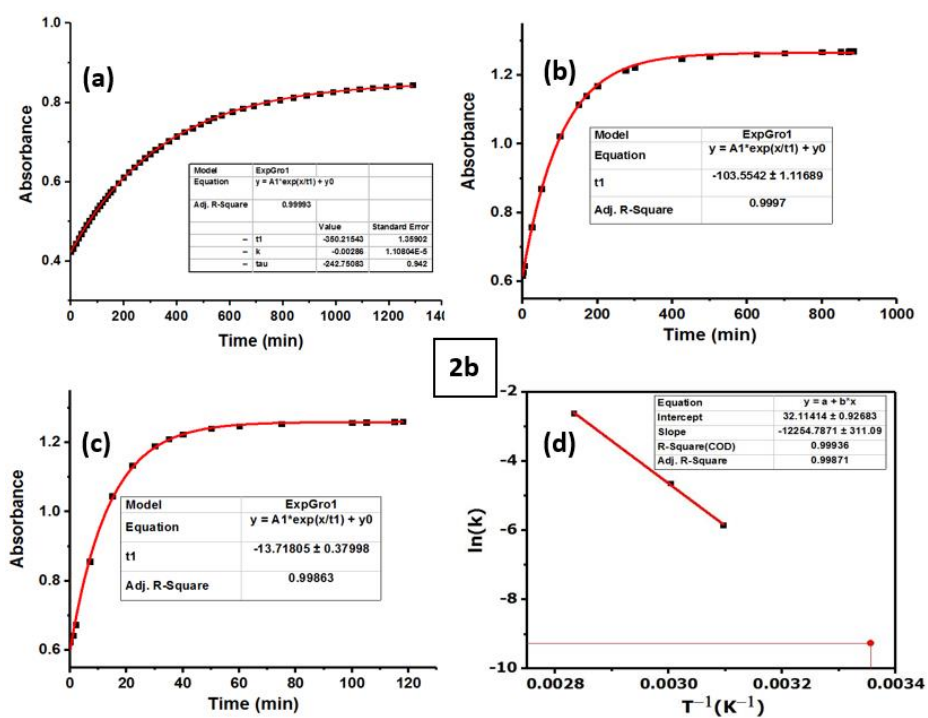 (a)
Absorbance
1.0
0.8
0.6
0.4
Model ExpGro1
Equation y = A1*exp(x/t1) + y0
Adj. R-Square 0.99993
Value Standard Error
-- t1 -350.21543 1.35902
-- k -0.00286 1.10804E-5
-- tau -242.75083 0.942
0 200 400 600 800 1000 1200 140
Time (min)
(b)
Absorbance
1.2
1.0
0.8
0.6
Model ExpGro1
Equation y = A1*exp(x/t1) + y0
t1 -103.5542 ± 1.11689
Adj. R-Square 0.9997
0 200 400 600 800 1000
Time (min)
2b
(c)
Absorbance
1.2
1.0
0.8
0.6
Model ExpGro1
Equation y = A1*exp(x/t1) + y0
t1 -13.71805 ± 0.37998
Adj. R-Square 0.99863
0 20 40 60 80 100 120
Time (min)
(d)
ln(k)
-2
-4
-6
-8
-10
Equation y = a + b*x
Intercept 32.11414 ± 0.92683
Slope -12254.7871 ± 311.09
R-Square(COD) 0.99936
Adj. R-Square 0.99871
0.0028 0.0030 0.0032 0.0034
T⁻¹(K⁻¹)